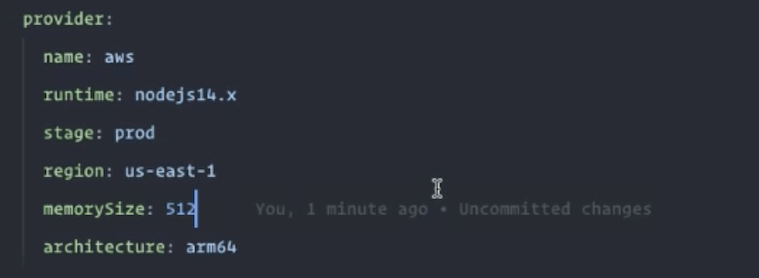 provider:
name: aws
runtime: nodejs14.x
stage: prod
region: us-east-1
memorySize: 512 You, 1 minute ago • Uncommitted changes
architecture: arm64